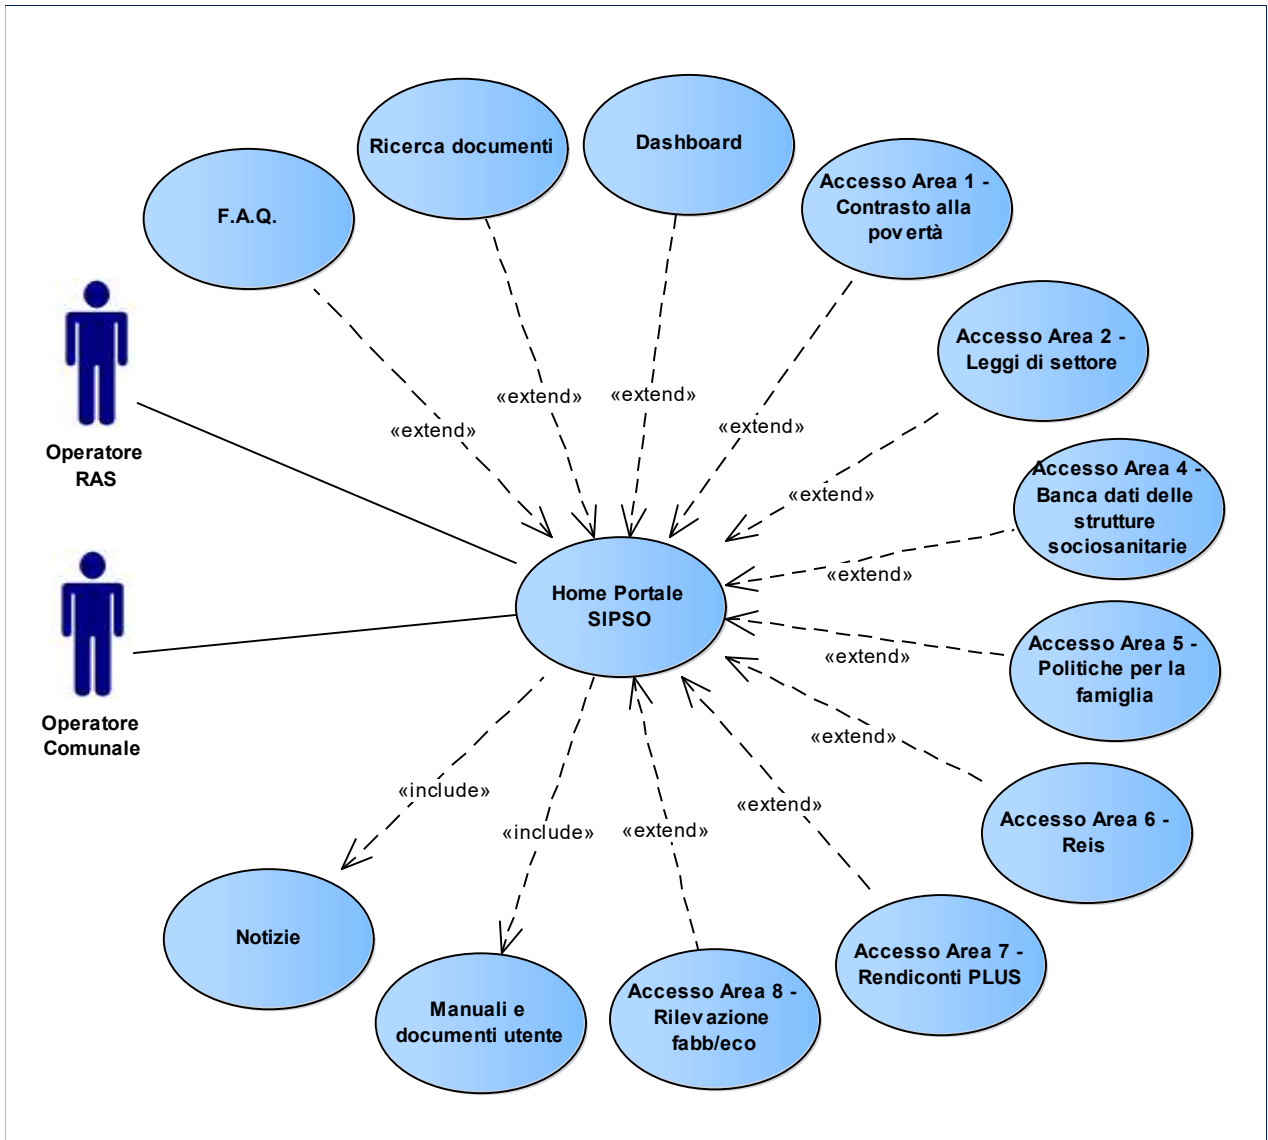 Dashboard
Ricerca documenti
F.A.Q.
Accesso Area 1 -
Contrasto alla
povertà
Accesso Area 2 -
Leggi di settore
Operatore
RAS
«extend»
«extend»
«extend»
«extend»
«extend»
Accesso Area 4 -
Banca dati delle
strutture
sociosanitarie
«extend»
Home Portale
SIPSO
Accesso Area 5 -
Politiche per la
famiglia
«extend»
Operatore
Comunale
«extend»
«include»
«extend»
«include»
«extend»
Accesso Area 6 -
Reis
Notizie
Accesso Area 7 -
Rendiconti PLUS
Manuali e
documenti utente
Accesso Area 8 -
Rilevazione
fabb/eco